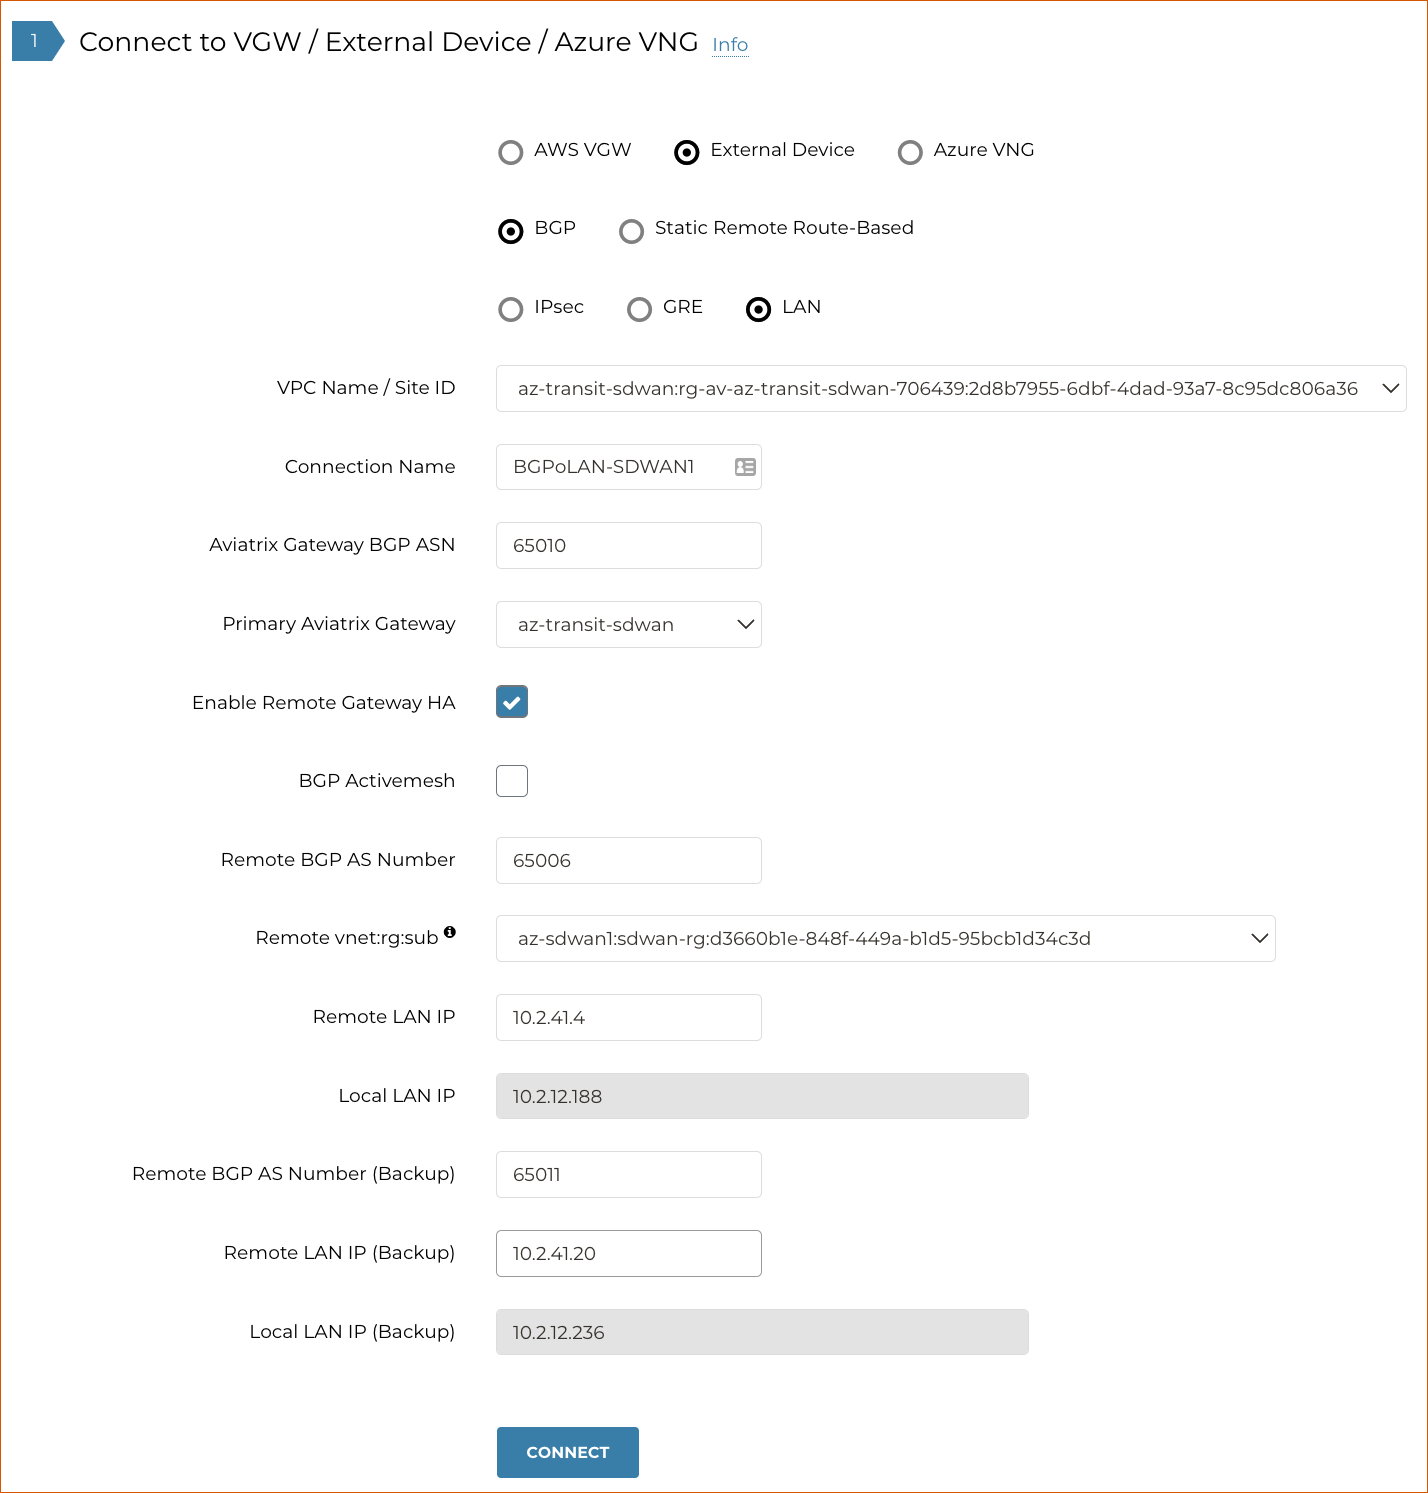 1 Connect to VGW / External Device / Azure VNG Info
AWS VGW External Device Azure VNG
BGP Static Remote Route-Based
IPsec GRE LAN
VPC Name / Site ID az-transit-sdwan:rg-av-az-transit-sdwan-706439:2d8b7955-6dbf-4dad-93a7-8c95dc806a36
Connection Name BGPoLAN-SDWAN1
Aviatrix Gateway BGP ASN 65010
Primary Aviatrix Gateway az-transit-sdwan
Enable Remote Gateway HA
BGP Activemesh
Remote BGP AS Number 65006
Remote vnet:rg:sub az-sdwan1:sdwan-rg:d3660b1e-848f-449a-b1d5-95bcb1d34c3d
Remote LAN IP 10.2.41.4
Local LAN IP 10.2.12.188
Remote BGP AS Number (Backup) 65011
Remote LAN IP (Backup) 10.2.41.20
Local LAN IP (Backup) 10.2.12.236
CONNECT